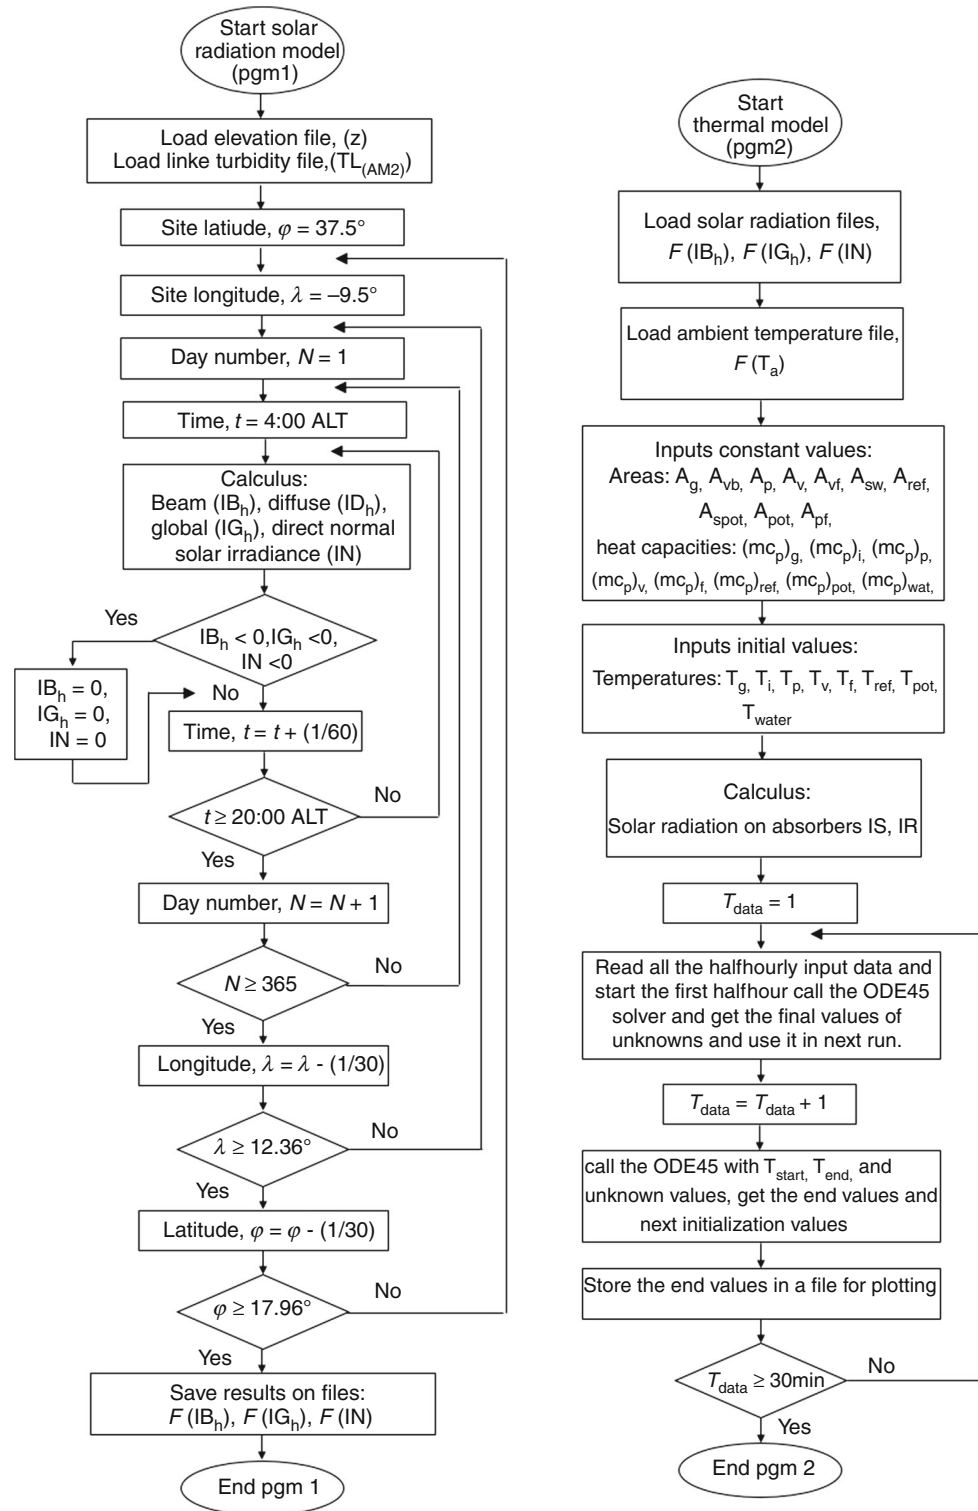 Start solar
radiation model
(pgm1)
Load elevation file, (z)
Load linke turbidity file,(TL(AM2))
Site latiude, φ = 37.5°
Site longitude, λ = –9.5°
Day number, N = 1
Time, t = 4:00 ALT
Calculus:
Beam (IBh), diffuse (IDh),
global (IGh), direct normal
solar irradiance (IN)
Yes
IBh < 0,IGh <0,
IN <0
IBh = 0,
IGh = 0,
IN = 0
No
Time, t = t + (1/60)
t ≥ 20:00 ALT
No
Yes
Day number, N = N + 1
N ≥ 365
No
Yes
Longitude, λ = λ - (1/30)
λ ≥ 12.36°
No
Yes
Latitude, φ = φ - (1/30)
φ ≥ 17.96°
No
Yes
Save results on files:
F (IBh), F (IGh), F (IN)
End pgm 1
Start
thermal model
(pgm2)
Load solar radiation files,
F (IBh), F (IGh), F (IN)
Load ambient temperature file,
F (Ta)
Inputs constant values:
Areas: Ag, Avb, Ap, Av, Avf, Asw, Aref,
Aspot, Apot, Apf,
heat capacities: (mcp)g, (mcp)i, (mcp)p,
(mcp)v, (mcp)f, (mcp)ref, (mcp)pot, (mcp)wat,
Inputs initial values:
Temperatures: Tg, Ti, Tp, Tv, Tf, Tref, Tpot,
Twater
Calculus:
Solar radiation on absorbers IS, IR
Tdata = 1
Read all the halfhourly input data and
start the first halfhour call the ODE45
solver and get the final values of
unknowns and use it in next run.
Tdata = Tdata + 1
call the ODE45 with Tstart, Tend, and
unknown values, get the end values and
next initialization values
Store the end values in a file for plotting
Tdata ≥ 30min
No
Yes
End pgm 2